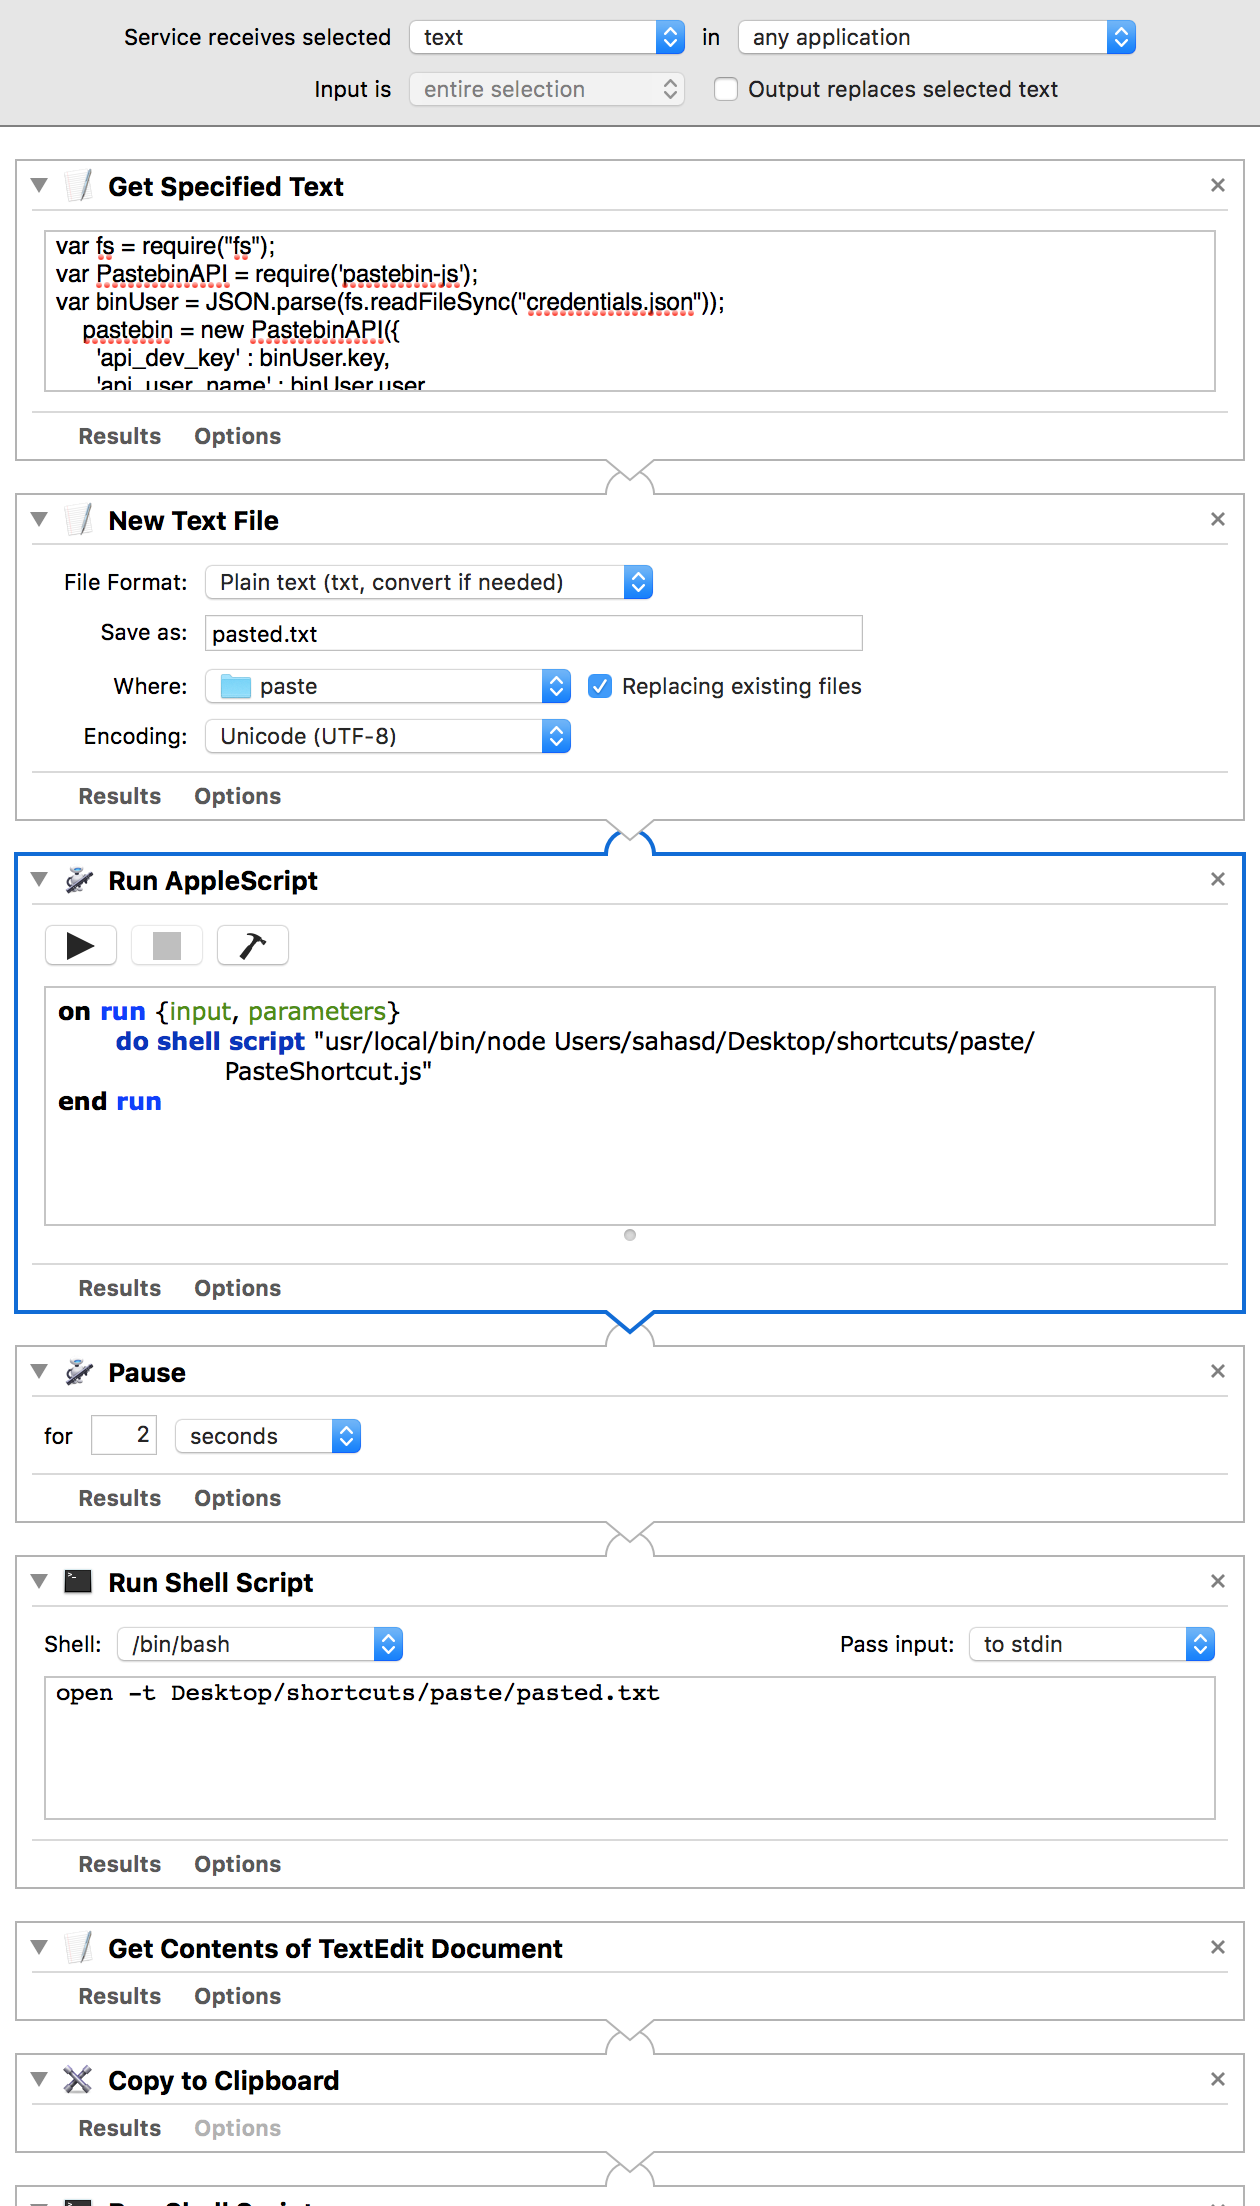 Service receives selected text in any application
Input is entire selection Output replaces selected text
Get Specified Text
var fs = require("fs");
var PastebinAPI = require('pastebin-js');
var binUser = JSON.parse(fs.readFileSync("credentials.json"));
pastebin = new PastebinAPI({
'api_dev_key' : binUser.key,
'api_user_name' : binUser.user
Results Options
New Text File
File Format: Plain text (txt, convert if needed)
Save as: pasted.txt
Where: paste Replacing existing files
Encoding: Unicode (UTF-8)
Results Options
Run AppleScript
on run {input, parameters}
do shell script "usr/local/bin/node Users/sahasd/Desktop/shortcuts/paste/
PasteShortcut.js"
end run
Results Options
Pause
for 2 seconds
Results Options
Run Shell Script
Shell: /bin/bash Pass input: to stdin
open -t Desktop/shortcuts/paste/pasted.txt
Results Options
Get Contents of TextEdit Document
Results Options
Copy to Clipboard
Results Options
Run Shell Script